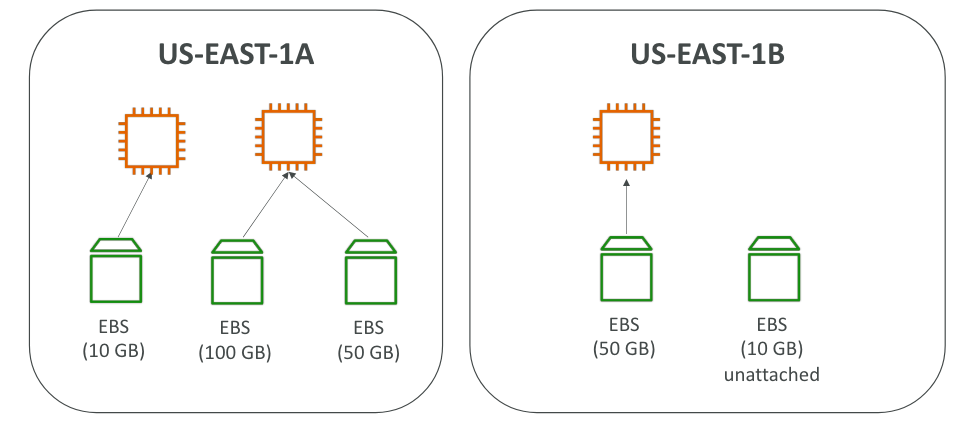 US-EAST-1A
EBS
(10 GB)
EBS
(100 GB)
EBS
(50 GB)
US-EAST-1B
EBS
(50 GB)
EBS
(10 GB)
unattached